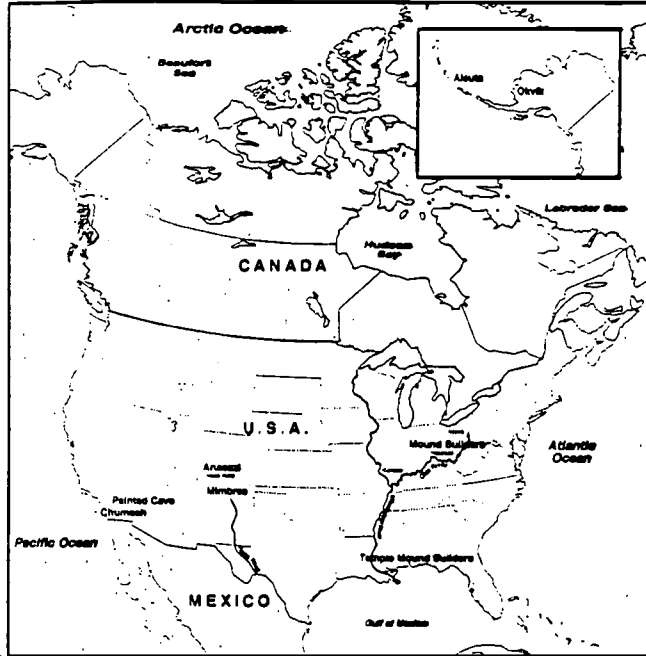 Arctic Ocean
Beaufort
Sea
Aleuts
Okvik
Labrador Sea
Hudson
Bay
CANADA
U.S.A.
Mound Builders
Atlantic
Ocean
Anasazi
Mimbres
Painted Cave
Chumash
Pacific Ocean
Temple Mound Builders
MEXICO
Gulf of Mexico